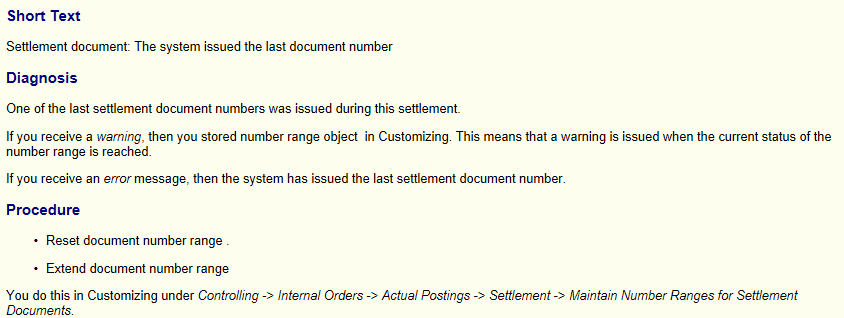 Short Text
Settlement document: The system issued the last document number
Diagnosis
One of the last settlement document numbers was issued during this settlement.
If you receive a warning, then you stored number range object  in Customizing. This means that a warning is issued when the current status of the
number range is reached.
If you receive an error message, then the system has issued the last settlement document number.
Procedure
• Reset document number range .
• Extend document number range
You do this in Customizing under Controlling -> Internal Orders -> Actual Postings -> Settlement -> Maintain Number Ranges for Settlement
Documents.